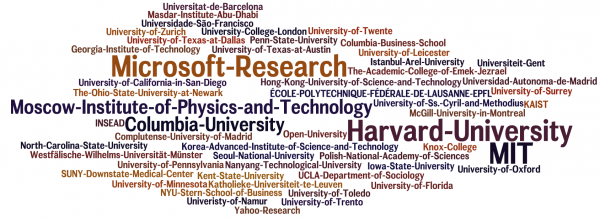 Universitat-de-Barcelona
Masdar-Institute-Abu-Dhabi
Universidade-São-Francisco
University-of-Zurich University-College-London University-of-Twente
University-of-Texas-at-Dallas Penn-State-University Columbia-Business-School
Georgia-Institute-of-Technology University-of-Texas-at-Austin University-of-Leicester
Microsoft-Research Istanbul-Arel-University Universiteit-Gent
The-Academic-College-of-Emek-Jezrael
University-of-California-in-San-Diego Hong-Kong-University-of-Science-and-Technology Universidad-Autonoma-de-Madrid
The-Ohio-State-University-at-Newark ÉCOLE-POLYTECHNIQUE-FÉDÉRALE-DE-LAUSANNE-EPFL University-of-Surrey
Moscow-Institute-of-Physics-and-Technology University-of-Ss.-Cyril-and-Methodius KAIST
McGill-University-in-Montreal
INSEAD Columbia-University Harvard-University
Complutense-University-of-Madrid Open-University
North-Carolina-State-University Korea-Advanced-Institute-of-Science-and-Technology Knox-College MIT
Westfälische-Wilhelms-Universität-Münster Seoul-National-University Polish-National-Academy-of-Sciences
University-of-Pennsylvania Nanyang-Technological-University Iowa-State-University University-of-Oxford
SUNY-Downstate-Medical-Center Kent-State-University UCLA-Department-of-Sociology
University-of-Minnesota Katholieke-Universiteit-te-Leuven University-of-Florida
NYU-Stern-School-of-Business University-of-Toledo
Univeristy-of-Namur University-of-Trento
Yahoo-Research